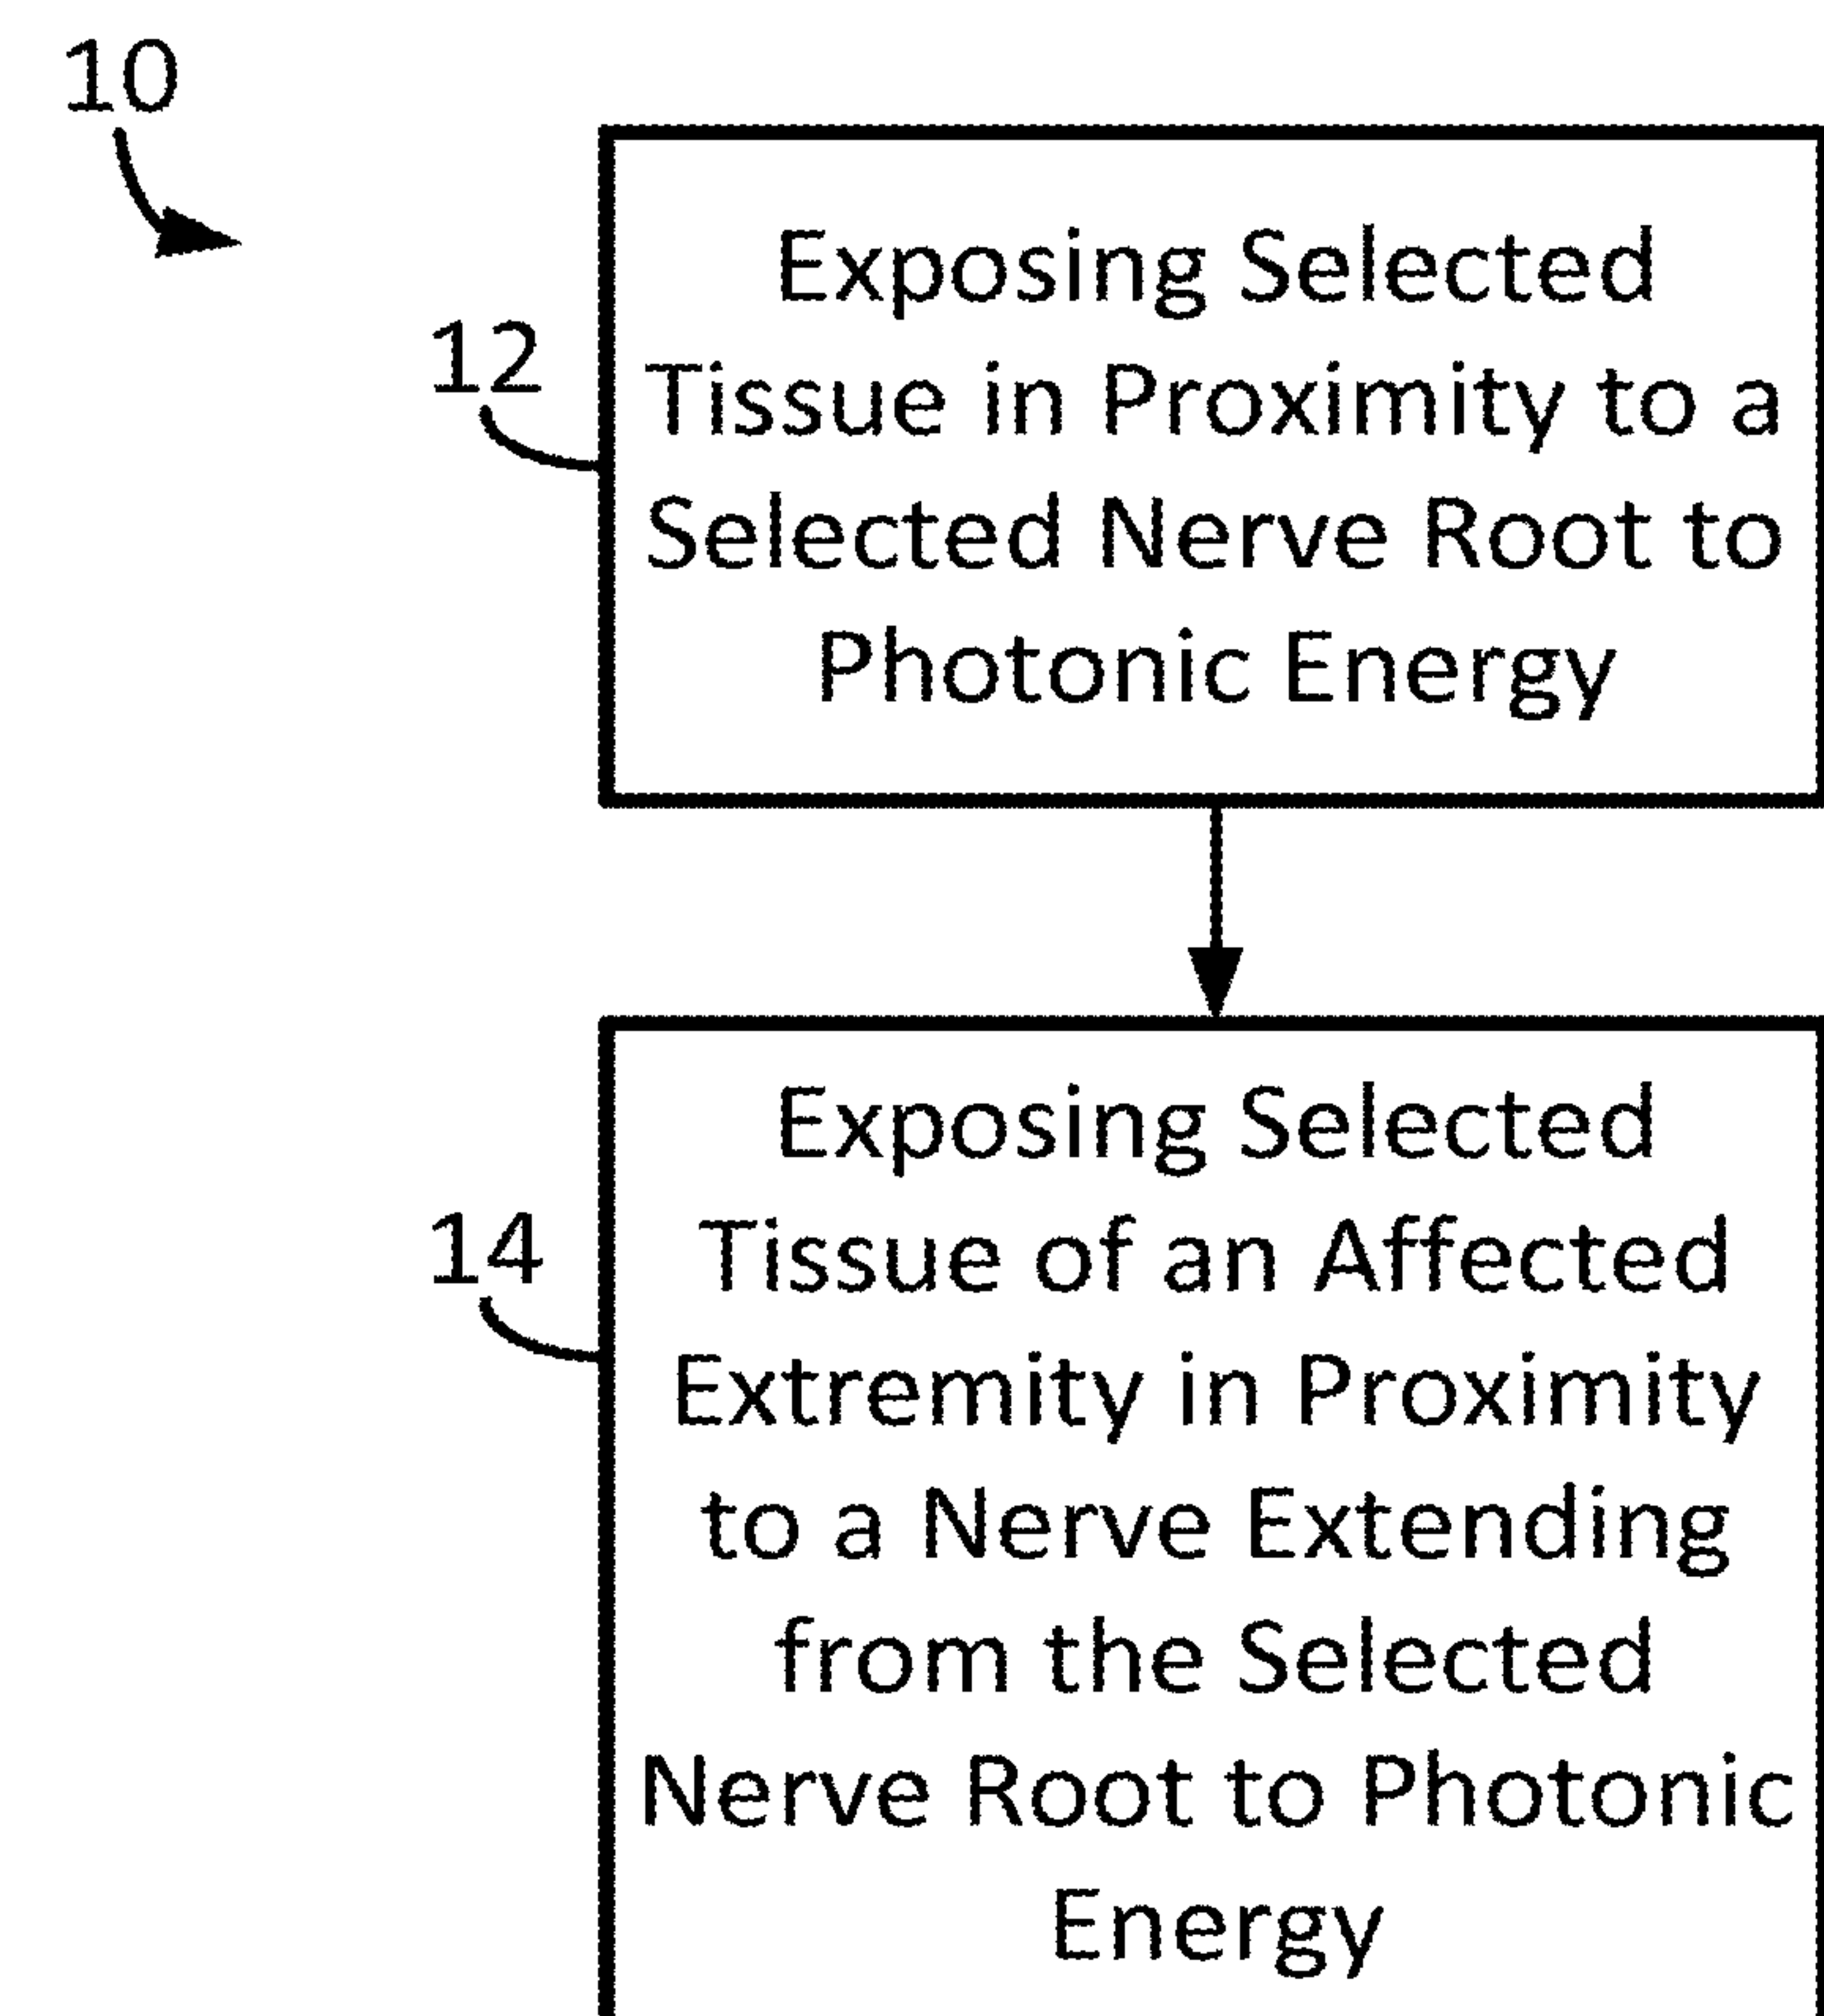 10
12
Exposing Selected
Tissue in Proximity to a
Selected Nerve Root to
Photonic Energy
14
Exposing Selected
Tissue of an Affected
Extremity in Proximity
to a Nerve Extending
from the Selected
Nerve Root to Photonic
Energy